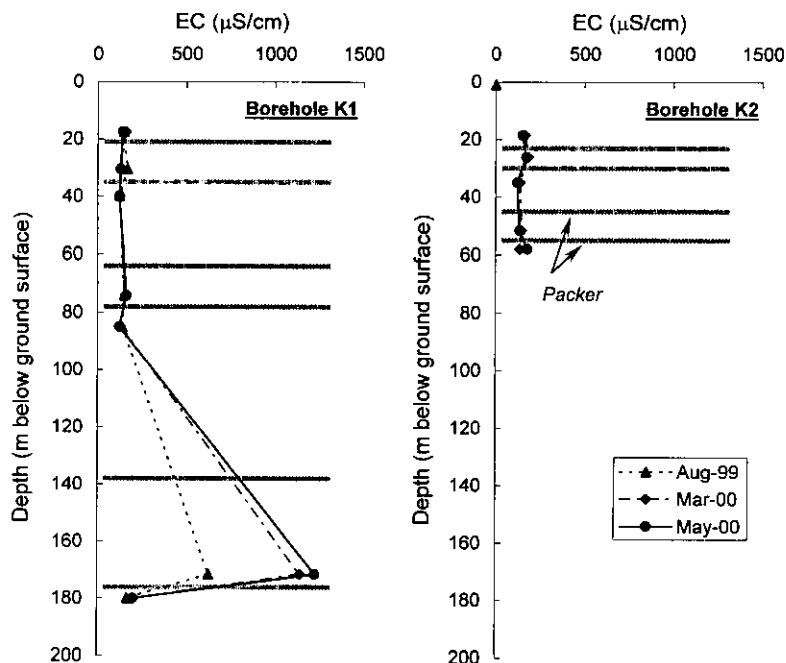 EC (µS/cm)
0 500 1000 1500
0
20
40
60
80
100
120
140
160
180
200
Depth (m below ground surface)
Borehole K1
EC (µS/cm)
0 500 1000 1500
0
20
40
60
80
100
120
140
160
180
200
Depth (m below ground surface)
Borehole K2
Packer
Aug-99
Mar-00
May-00